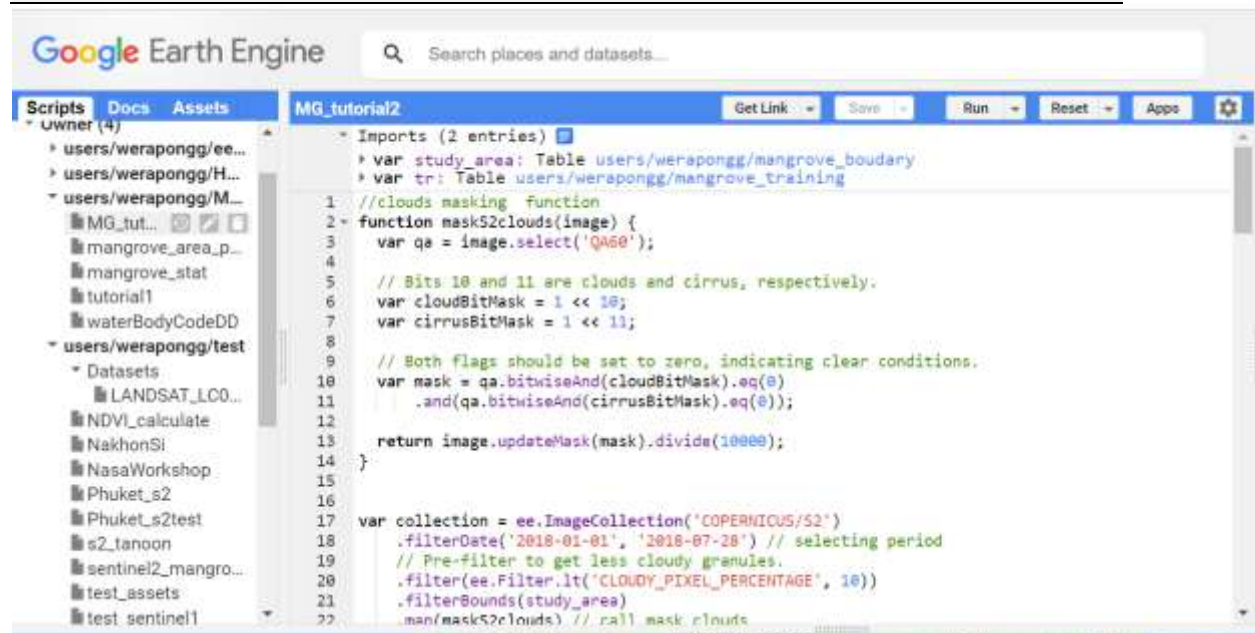 Google Earth Engine
Search places and datasets...
Scripts Docs Assets
Owner (4)
users/werapongg/ee...
users/werapongg/H...
users/werapongg/M...
MG_tut...
mangrove_area_p...
mangrove_stat
tutorial1
waterBodyCodeDD
users/werapongg/test
Datasets
LANDSAT_LC0...
NDVI_calculate
NakhonSi
NasaWorkshop
Phuket_s2
Phuket_s2test
s2_tanoon
sentinel2_mangro...
test_assets
test_sentinel1
MG_tutorial2
Get Link Save Run Reset Apps
Imports (2 entries)
var study_area: Table users/werapongg/mangrove_boudary
var tr: Table users/werapongg/mangrove_training
1 //clouds masking function
2 function maskS2clouds(image) {
3 var qa = image.select('QA60');
4
5 // Bits 10 and 11 are clouds and cirrus, respectively.
6 var cloudBitMask = 1 << 10;
7 var cirrusBitMask = 1 << 11;
8
9 // Both flags should be set to zero, indicating clear conditions.
10 var mask = qa.bitwiseAnd(cloudBitMask).eq(0)
11 .and(qa.bitwiseAnd(cirrusBitMask).eq(0));
12
13 return image.updateMask(mask).divide(10000);
14 }
15
16
17 var collection = ee.ImageCollection('COPERNICUS/S2')
18 .filterDate('2018-01-01', '2018-07-28') // selecting period
19 // Pre-filter to get less cloudy granules.
20 .filter(ee.Filter.lt('CLOUDY_PIXEL_PERCENTAGE', 10))
21 .filterBounds(study_area)
22 .map(maskS2clouds) // call mask clouds